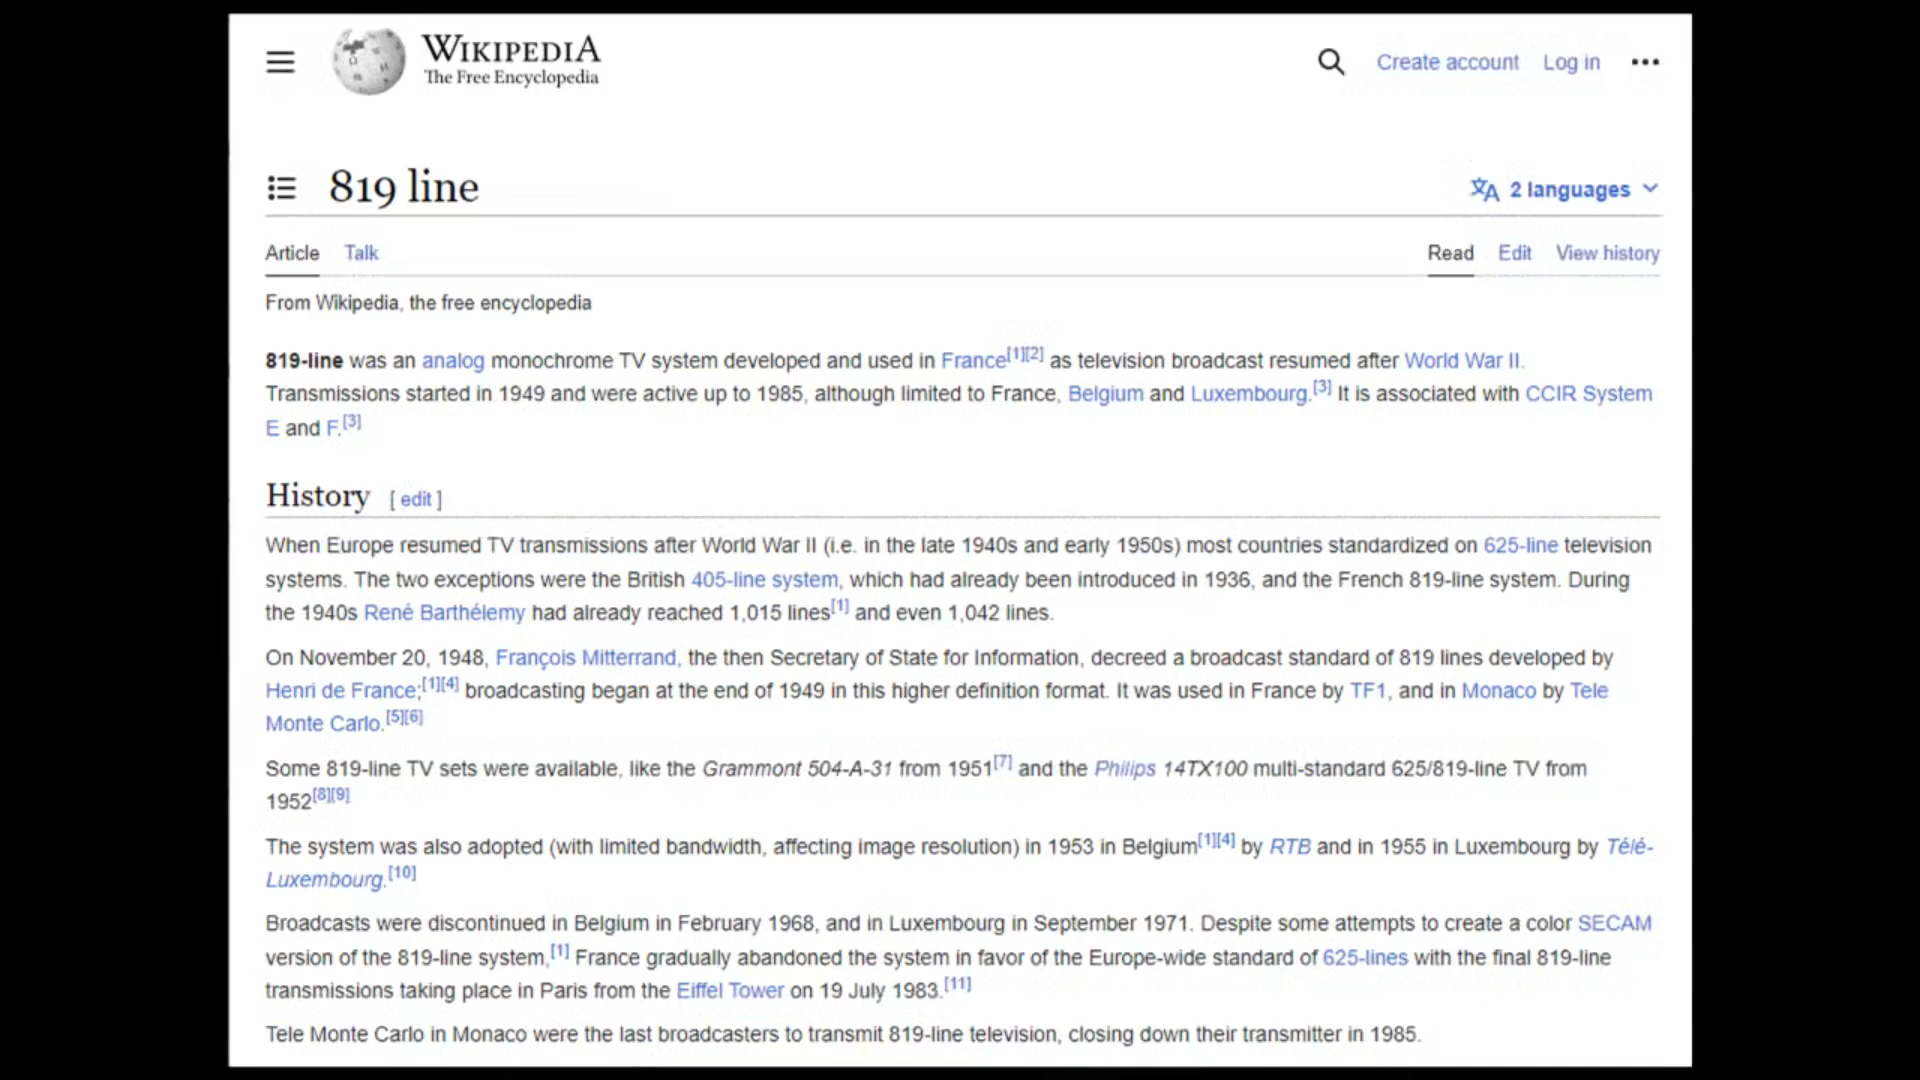 WIKIPEDIA
The Free Encyclopedia
Create account Log in
819 line
2 languages
Article Talk
Read Edit View history
From Wikipedia, the free encyclopedia
819-line was an analog monochrome TV system developed and used in France[1][2] as television broadcast resumed after World War II.
Transmissions started in 1949 and were active up to 1985, although limited to France, Belgium and Luxembourg.[3] It is associated with CCIR System
E and F.[3]
History [ edit ]
When Europe resumed TV transmissions after World War II (i.e. in the late 1940s and early 1950s) most countries standardized on 625-line television
systems. The two exceptions were the British 405-line system, which had already been introduced in 1936, and the French 819-line system. During
the 1940s René Barthélemy had already reached 1,015 lines[1] and even 1,042 lines.
On November 20, 1948, François Mitterrand, the then Secretary of State for Information, decreed a broadcast standard of 819 lines developed by
Henri de France;[1][4] broadcasting began at the end of 1949 in this higher definition format. It was used in France by TF1, and in Monaco by Tele
Monte Carlo.[5][6]
Some 819-line TV sets were available, like the Grammont 504-A-31 from 1951[7] and the Philips 14TX100 multi-standard 625/819-line TV from
1952[8][9]
The system was also adopted (with limited bandwidth, affecting image resolution) in 1953 in Belgium[1][4] by RTB and in 1955 in Luxembourg by Télé-
Luxembourg.[10]
Broadcasts were discontinued in Belgium in February 1968, and in Luxembourg in September 1971. Despite some attempts to create a color SECAM
version of the 819-line system,[1] France gradually abandoned the system in favor of the Europe-wide standard of 625-lines with the final 819-line
transmissions taking place in Paris from the Eiffel Tower on 19 July 1983.[11]
Tele Monte Carlo in Monaco were the last broadcasters to transmit 819-line television, closing down their transmitter in 1985.